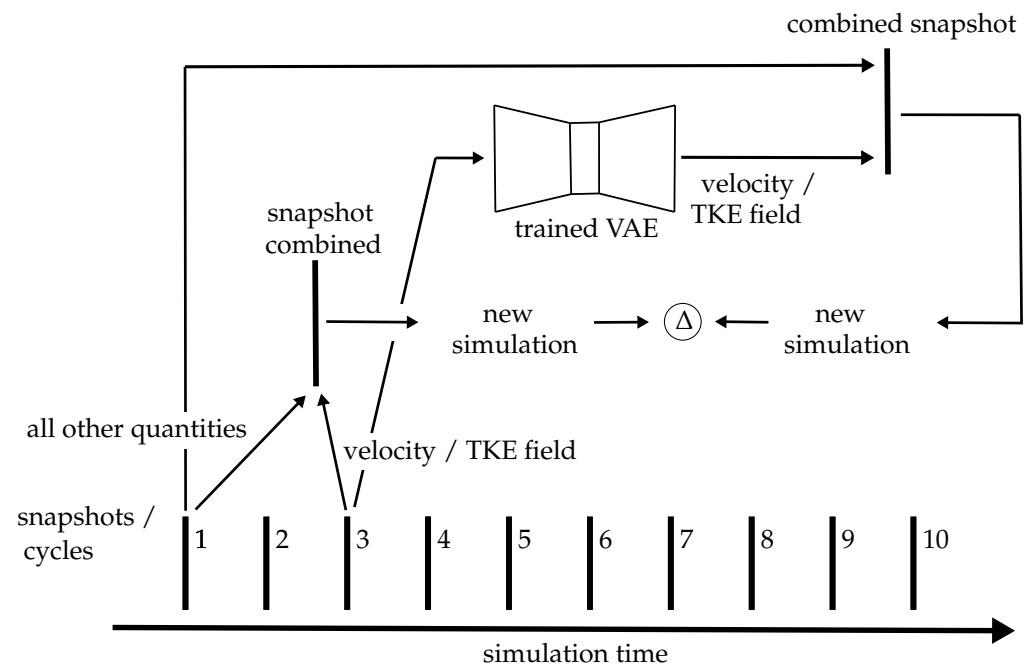 combined snapshot
velocity /
TKE field
trained VAE
snapshot
combined
new
simulation
Δ
new
simulation
all other quantities
velocity / TKE field
snapshots /
cycles
1 2 3 4 5 6 7 8 9 10
simulation time